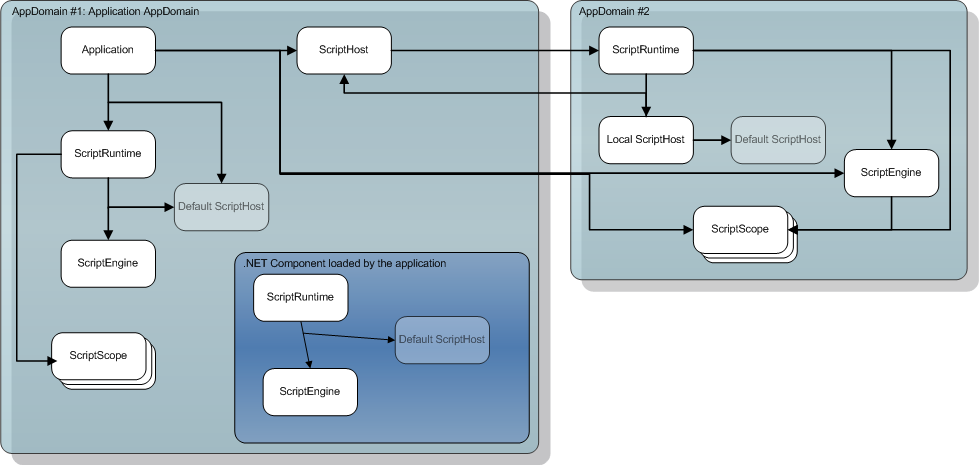 AppDomain #1: Application AppDomain
Application
ScriptHost
ScriptRuntime
Default ScriptHost
ScriptEngine
ScriptScope
.NET Component loaded by the application
ScriptRuntime
Default ScriptHost
ScriptEngine
AppDomain #2
ScriptRuntime
Local ScriptHost
Default ScriptHost
ScriptEngine
ScriptScope